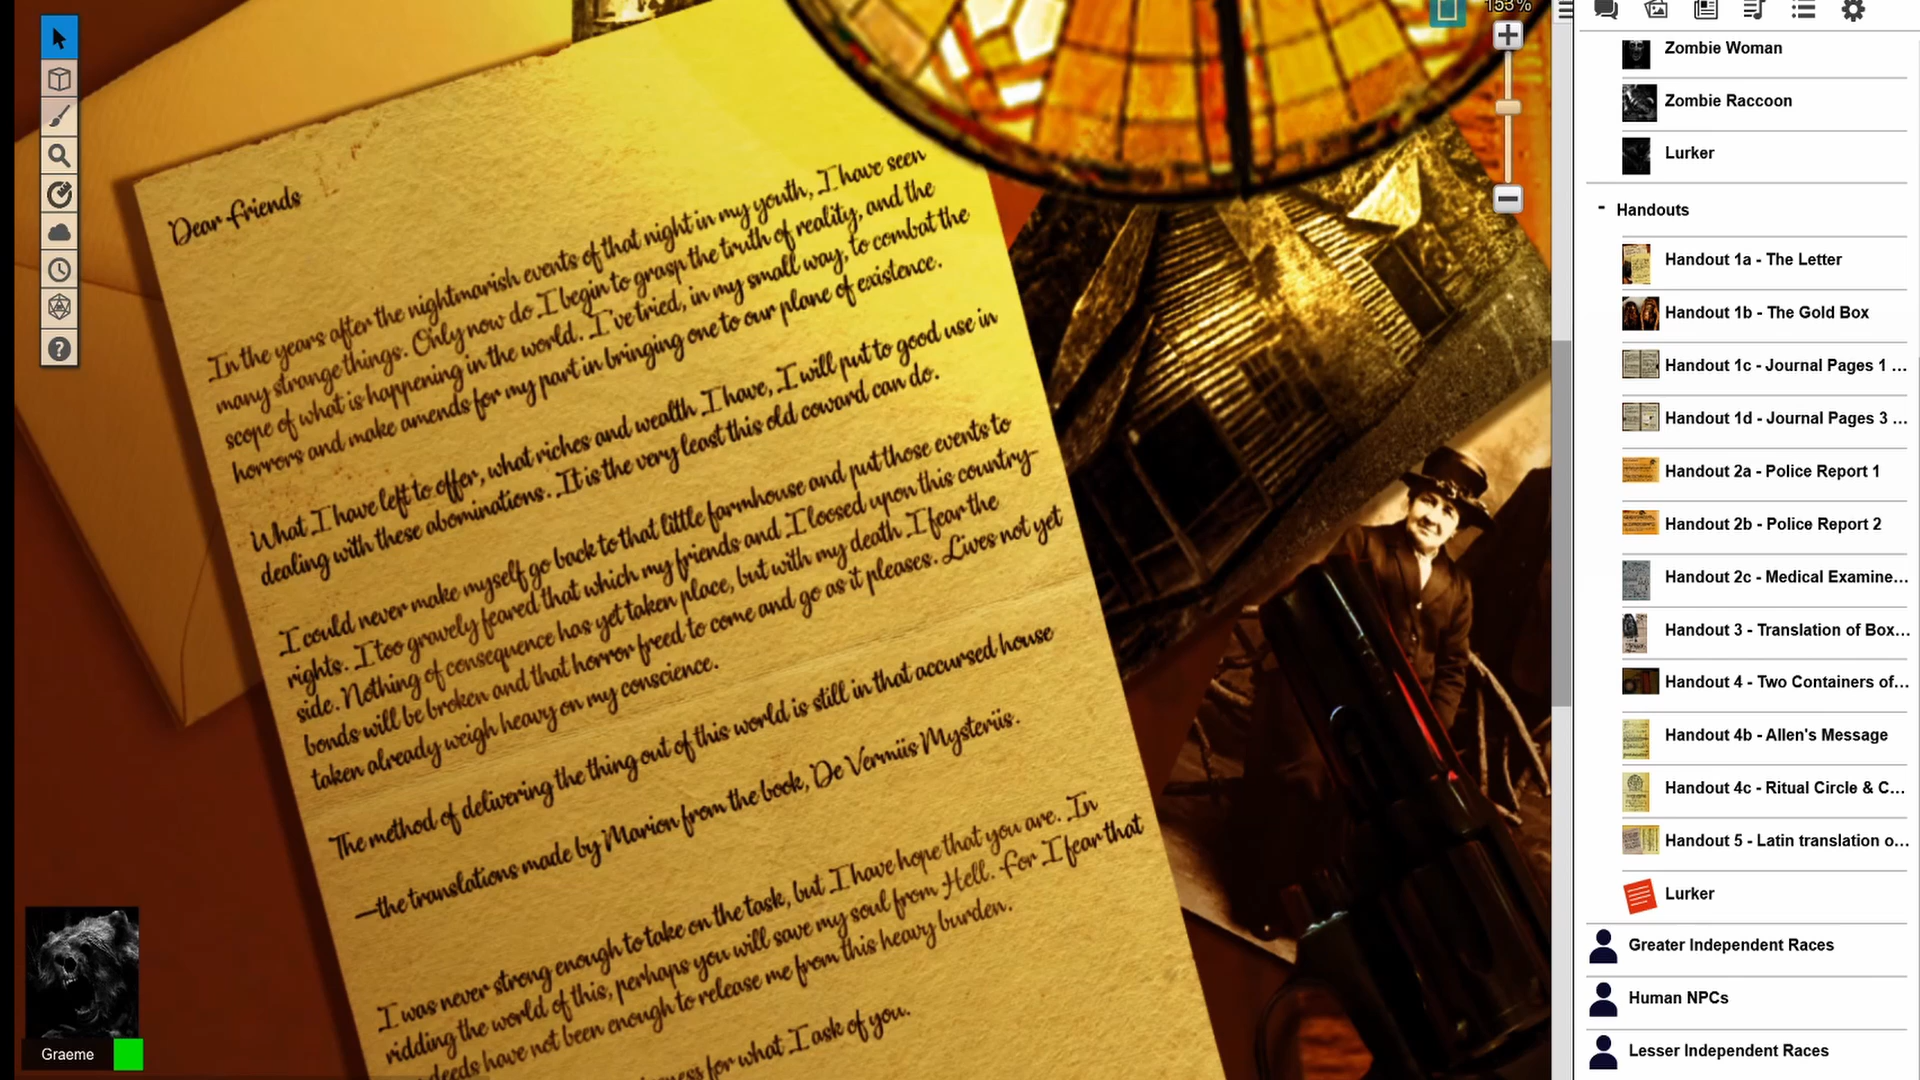 Dear Friends
In the years after the nightmarish events of that night in my youth, I have seen
many strange things. Only now do I begin to grasp the truth of reality, and the
scope of what is happening in the world. I've tried, in my small way, to combat the
horrors and make amends for my part in bringing one to our plane of existence.
What I have left to offer, what riches and wealth I have, I will put to good use in
dealing with these abominations. It is the very least this old coward can do.
I could never make myself go back to that little farmhouse and put those events to
rights. I too gravely feared that which my friends and I loosed upon this country-
side. Nothing of consequence has yet taken place, but with my death I fear the
bonds will be broken and that horror freed to come and go as it pleases. Lives not yet
taken already weigh heavy on my conscience.
The method of delivering the thing out of this world is still in that accursed house
—the translations made by Marion from the book, De Vermiis Mysteriis.
I was never strong enough to take on the task, but I have hope that you are. In
ridding the world of this, perhaps you will save my soul from Hell. For I fear that
deeds have not been enough to release me from this heavy burden.
for what I ask of you.
Graeme
153%
Zombie Woman
Zombie Raccoon
Lurker
- Handouts
Handout 1a - The Letter
Handout 1b - The Gold Box
Handout 1c - Journal Pages 1 ...
Handout 1d - Journal Pages 3 ...
Handout 2a - Police Report 1
Handout 2b - Police Report 2
Handout 2c - Medical Examine...
Handout 3 - Translation of Box...
Handout 4 - Two Containers of...
Handout 4b - Allen's Message
Handout 4c - Ritual Circle & C...
Handout 5 - Latin translation o...
Lurker
Greater Independent Races
Human NPCs
Lesser Independent Races